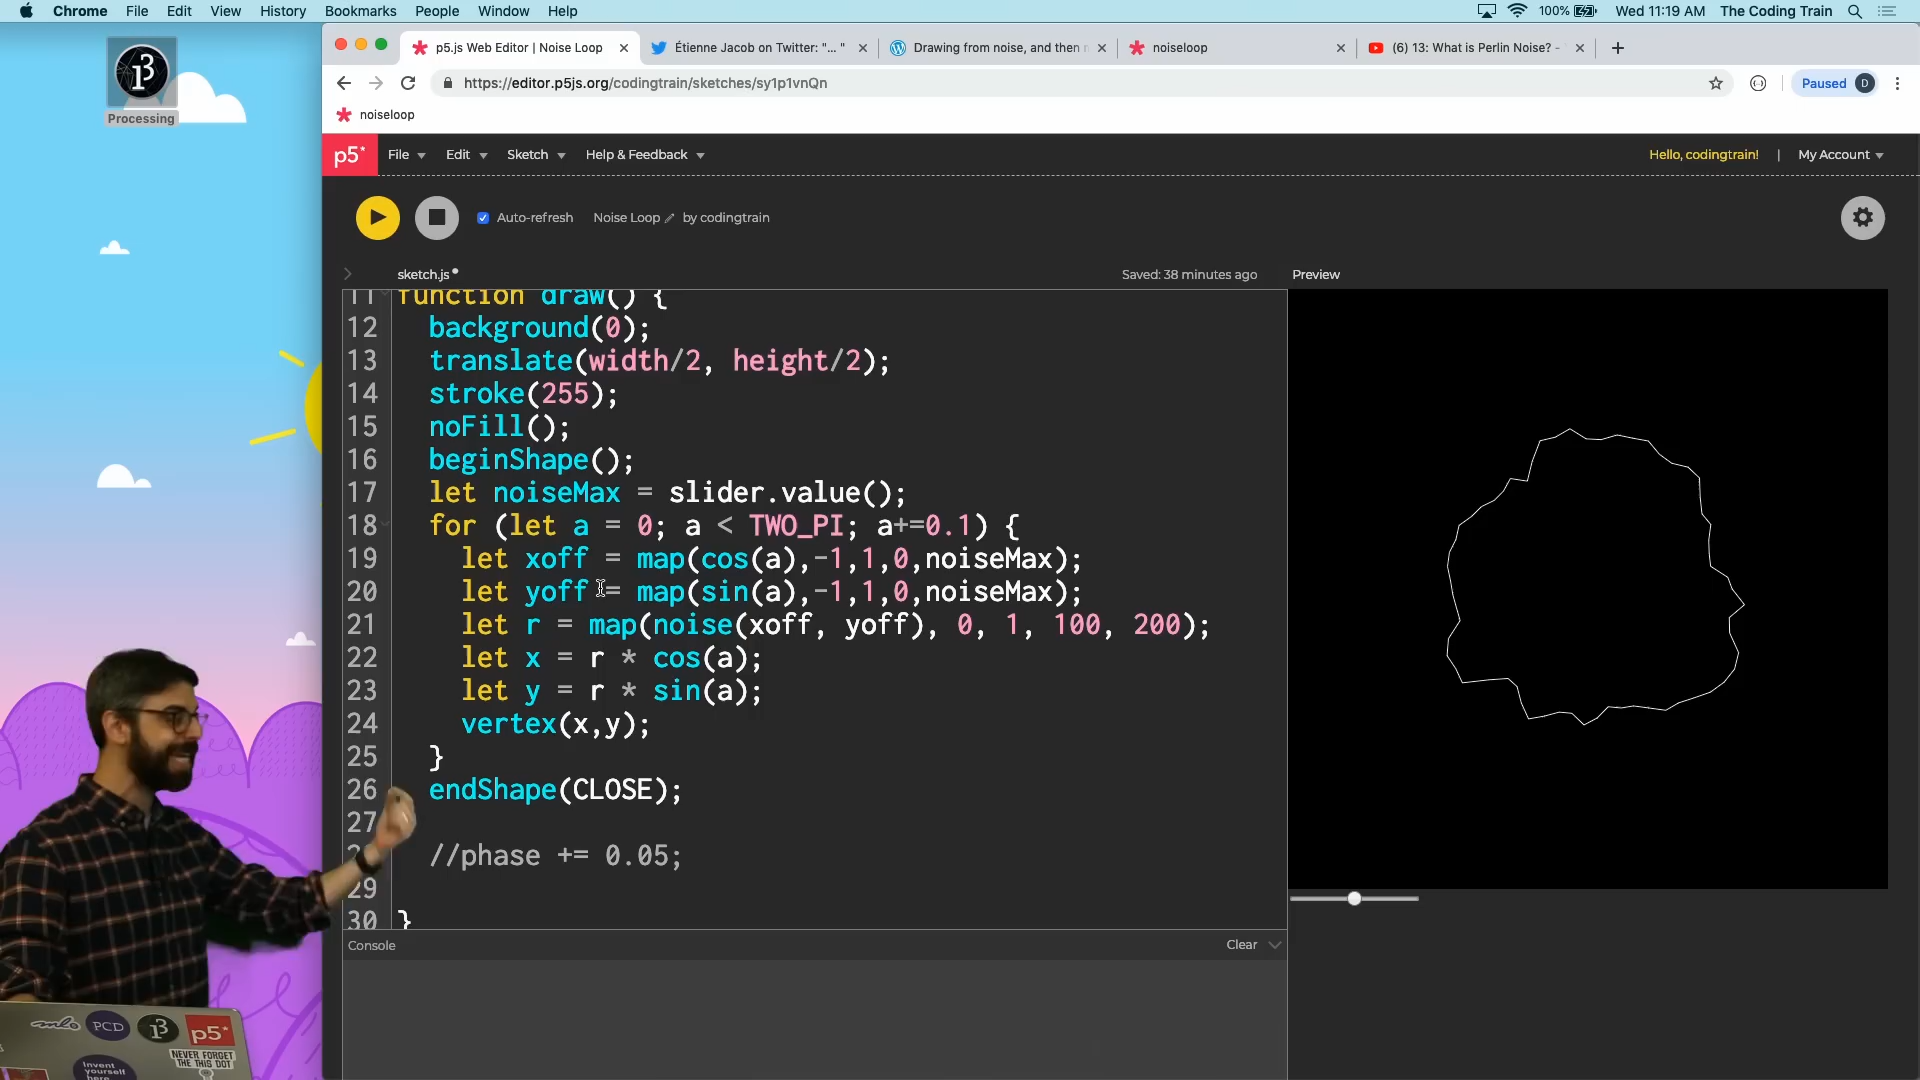 Chrome File Edit View History Bookmarks People Window Help 100% Wed 11:19 AM The Coding Train
Processing
p5.js Web Editor | Noise Loop
Étienne Jacob on Twitter: "... "
Drawing from noise, and then
noiseloop
(6) 13: What is Perlin Noise? -
https://editor.p5js.org/codingtrain/sketches/sy1p1vnQn
Paused D
noiseloop
p5* File Edit Sketch Help & Feedback Hello, codingtrain! | My Account
Auto-refresh Noise Loop by codingtrain
sketch.js Saved: 38 minutes ago Preview
11 function draw() {
12 background(0);
13 translate(width/2, height/2);
14 stroke(255);
15 noFill();
16 beginShape();
17 let noiseMax = slider.value();
18 for (let a = 0; a < TWO_PI; a+=0.1) {
19 let xoff = map(cos(a),-1,1,0,noiseMax);
20 let yoff = map(sin(a),-1,1,0,noiseMax);
21 let r = map(noise(xoff, yoff), 0, 1, 100, 200);
22 let x = r * cos(a);
23 let y = r * sin(a);
24 vertex(x,y);
25 }
26 endShape(CLOSE);
27
//phase += 0.05;
29
30 }
Console Clear
PCD
p5*
NEVER FORGET
THE THIS DOT
Invent
yourself
here